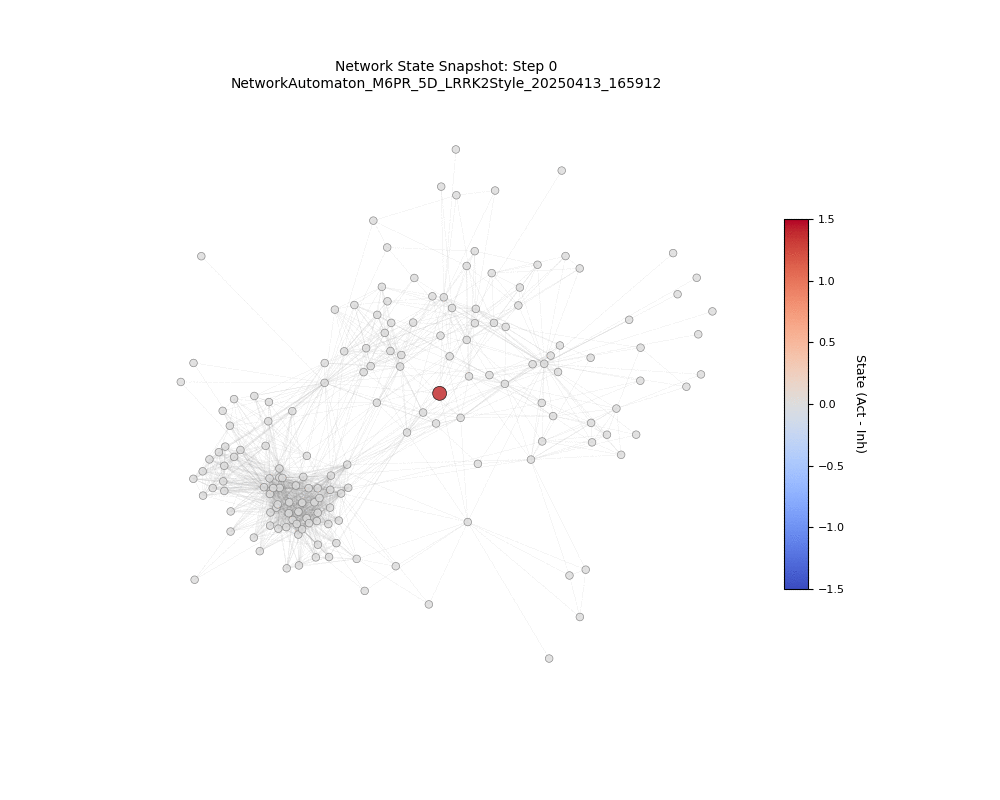 Network State Snapshot: Step 0
NetworkAutomaton_M6PR_5D_LRRK2Style_20250413_165912
1.5
1.0
0.5
0.0
−0.5
−1.0
−1.5
State (Act - Inh)